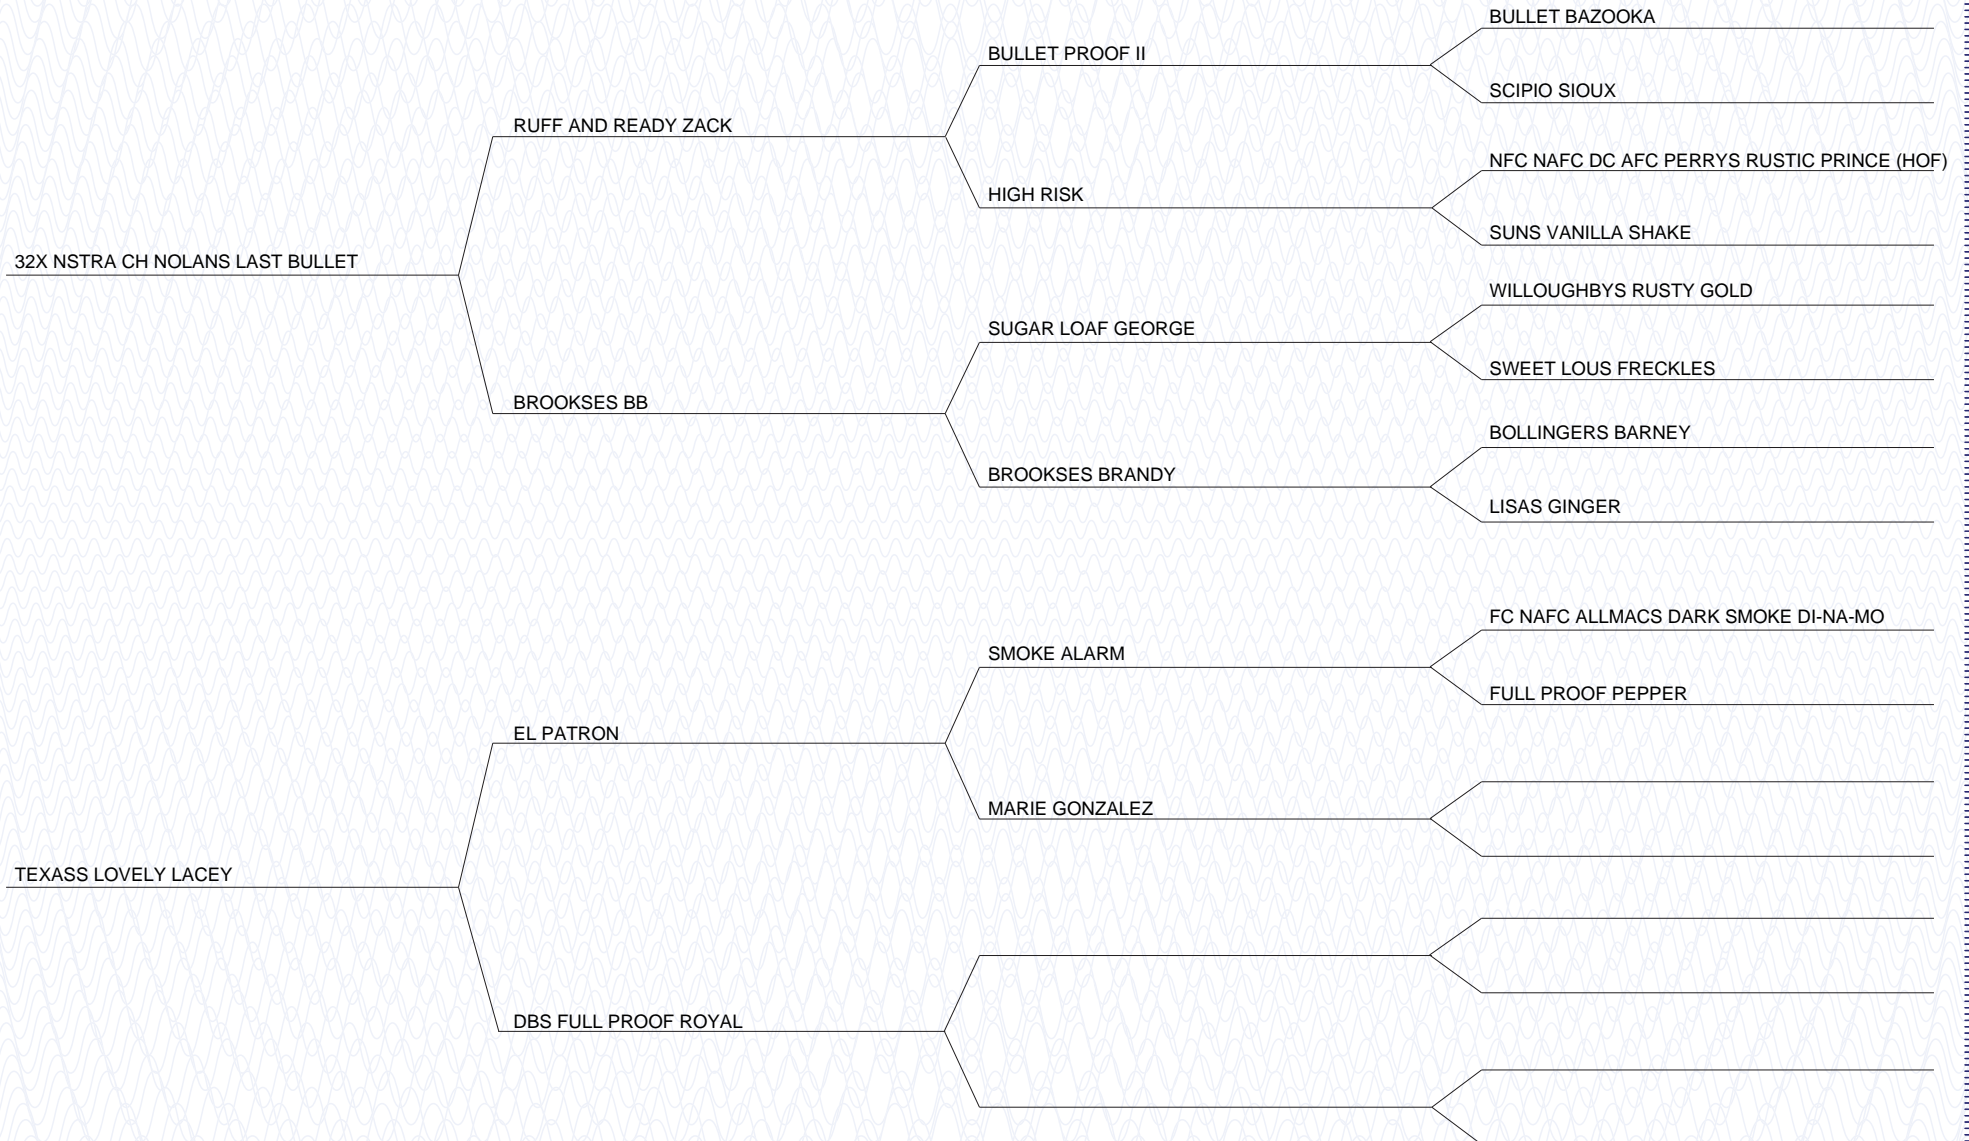 BULLET BAZOOKA
BULLET PROOF II
SCIPIO SIOUX
RUFF AND READY ZACK
NFC NAFC DC AFC PERRYS RUSTIC PRINCE (HOF)
HIGH RISK
SUNS VANILLA SHAKE
32X NSTRA CH NOLANS LAST BULLET
WILLOUGHBYS RUSTY GOLD
SUGAR LOAF GEORGE
SWEET LOUS FRECKLES
BROOKSES BB
BOLLINGERS BARNEY
BROOKSES BRANDY
LISAS GINGER
FC NAFC ALLMACS DARK SMOKE DI-NA-MO
SMOKE ALARM
FULL PROOF PEPPER
EL PATRON
MARIE GONZALEZ
TEXASS LOVELY LACEY
DBS FULL PROOF ROYAL